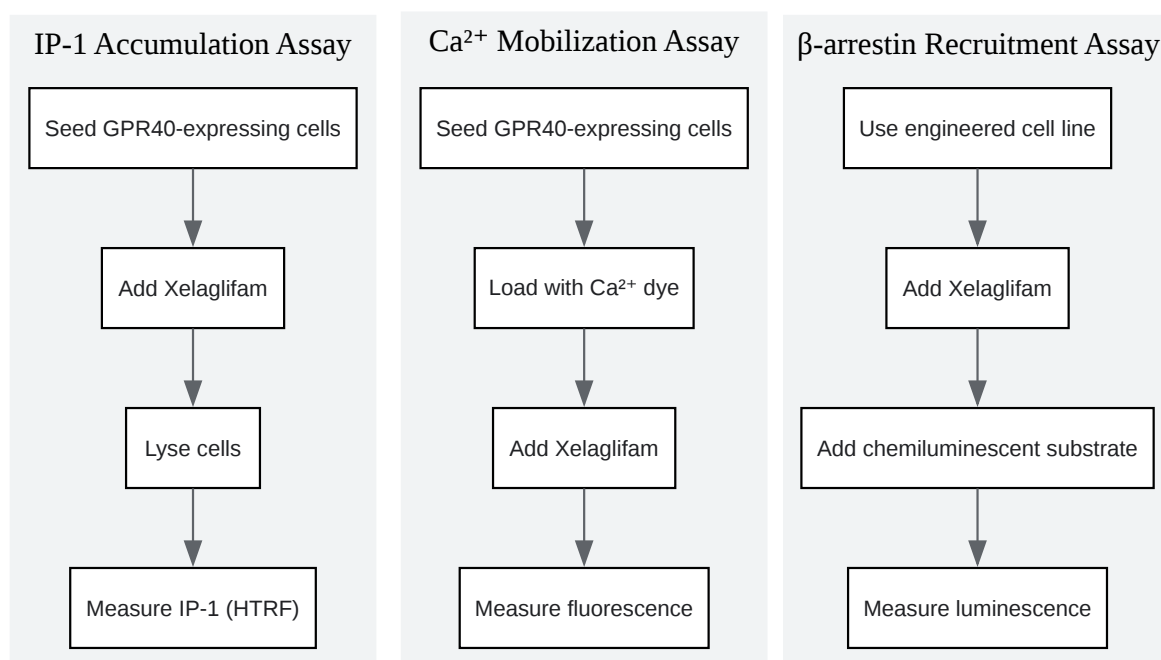 IP-1 Accumulation Assay
Seed GPR40-expressing cells
Add Xelaglifam
Lyse cells
Measure IP-1 (HTRF)
Ca²⁺ Mobilization Assay
Seed GPR40-expressing cells
Load with Ca²⁺ dye
Add Xelaglifam
Measure fluorescence
β-arrestin Recruitment Assay
Use engineered cell line
Add Xelaglifam
Add chemiluminescent substrate
Measure luminescence